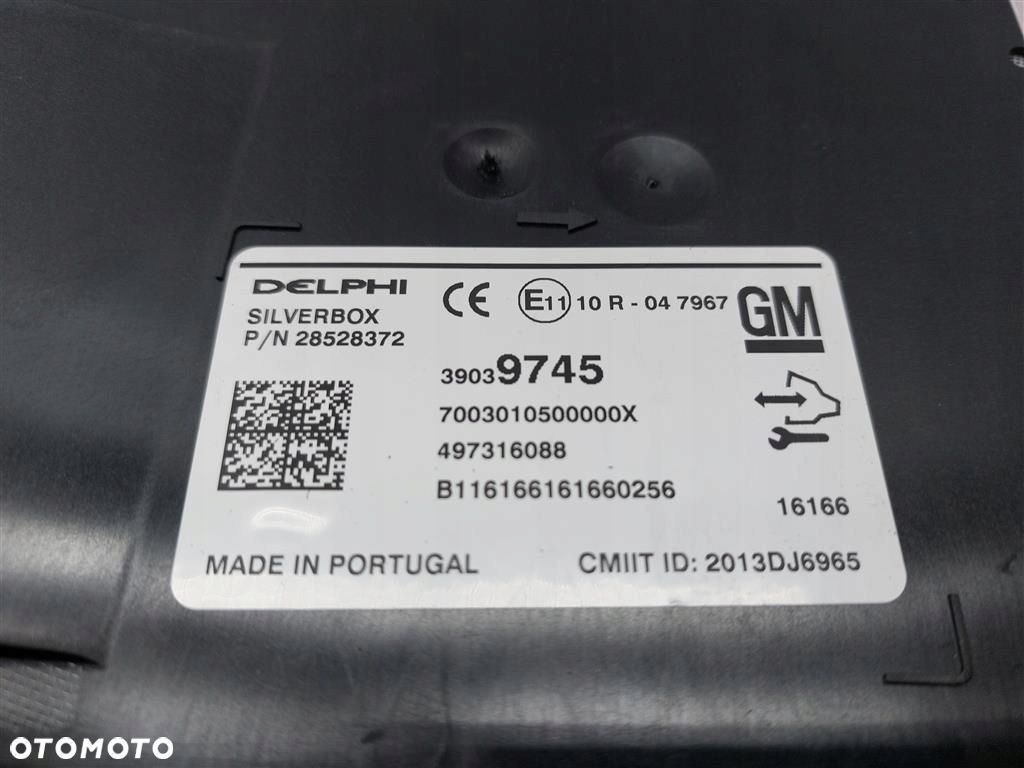 DELPHI
SILVERBOX
P/N 28528372
CE E11 10 R - 04 7967
GM
39039745
7003010500000X
497316088
B116166161660256
16166
MADE IN PORTUGAL
CMIIT ID: 2013DJ6965
OTOMOTO